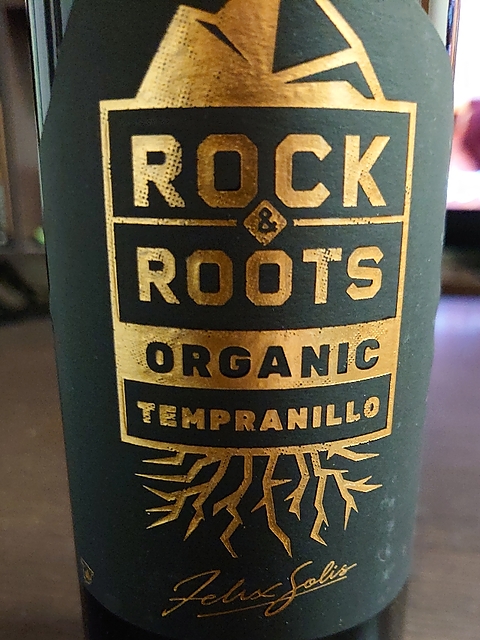 ROCK
&
ROOTS
ORGANIC
TEMPRANILLO
Felix Solis